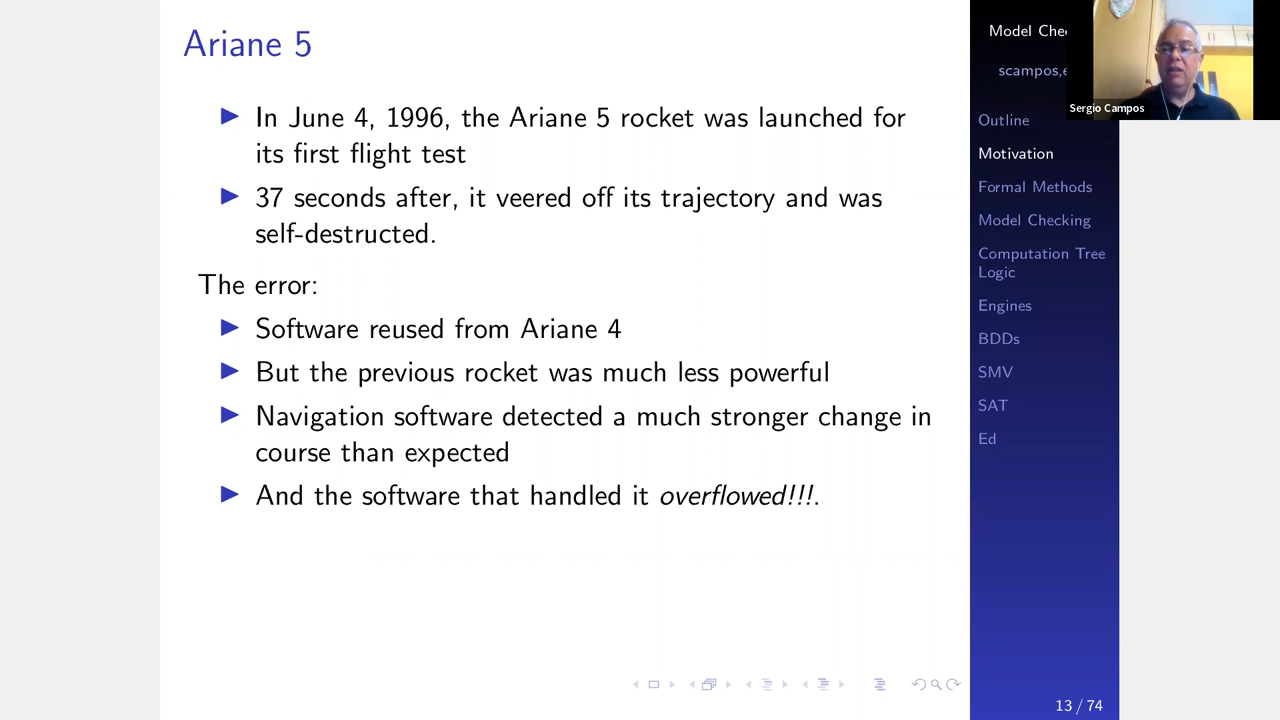 Ariane 5
In June 4, 1996, the Ariane 5 rocket was launched for
its first flight test
37 seconds after, it veered off its trajectory and was
self-destructed.
The error:
Software reused from Ariane 4
But the previous rocket was much less powerful
Navigation software detected a much stronger change in
course than expected
And the software that handled it overflowed!!!.
Model Che
scampos,e
Sergio Campos
Outline
Motivation
Formal Methods
Model Checking
Computation Tree
Logic
Engines
BDDs
SMV
SAT
Ed
13 / 74